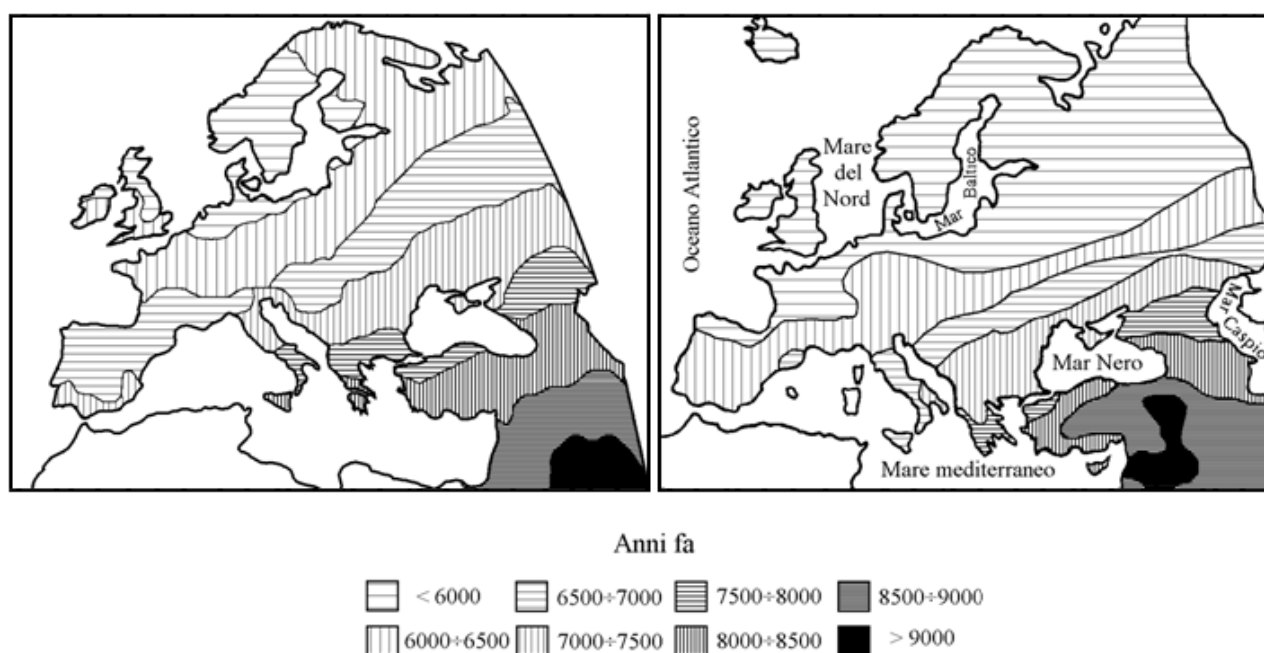 Oceano Atlantico
Mare
del
Nord
Mar
Baltico
Mar Nero
Mar Caspio
Mare mediterraneo
Anni fa
< 6000
6500÷7000
7500÷8000
8500÷9000
6000÷6500
7000÷7500
8000÷8500
> 9000